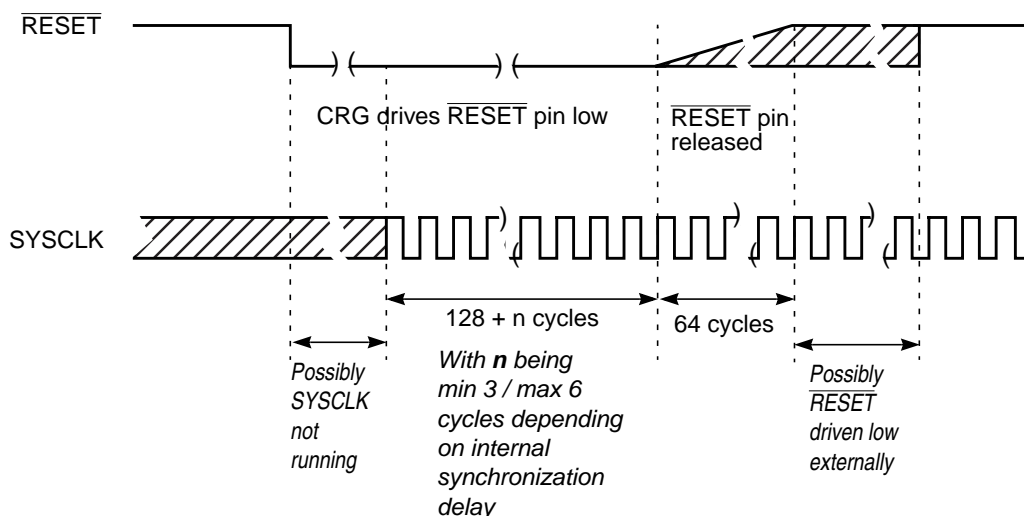 RESET
CRG drives RESET pin low
RESET pin
released
SYSCLK
128 + n cycles
64 cycles
With n being
min 3 / max 6
cycles depending
on internal
synchronization
delay
Possibly
SYSCLK
not
running
Possibly
RESET
driven low
externally